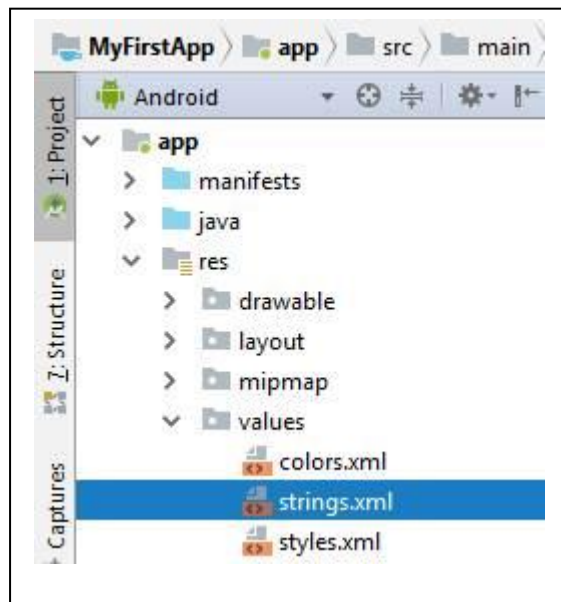 MyFirstApp app src main
Android
app
manifests
java
res
drawable
layout
mipmap
values
colors.xml
strings.xml
styles.xml
1: Project
7: Structure
Captures